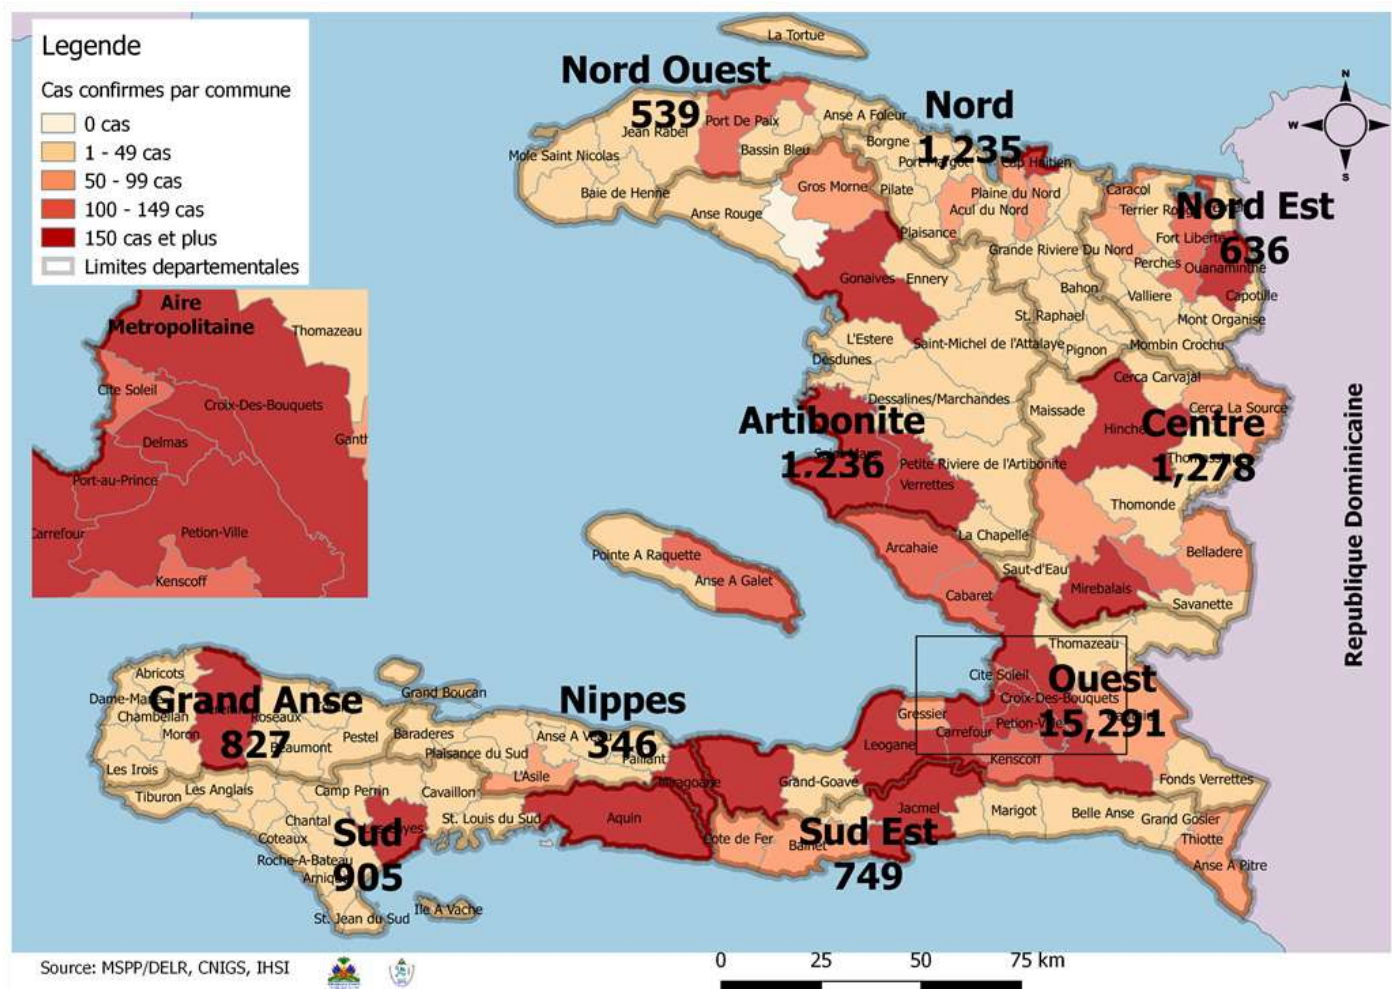 Legende
Cas confirmes par commune
0 cas
1 - 49 cas
50 - 99 cas
100 - 149 cas
150 cas et plus
Limites departementales
Aire
Metropolitaine
Thomazeau
Cite Soleil
Croix-Des-Bouquets
Delmas
Port-au-Prince
Carrefour
Petion-Ville
Kenscoff
La Tortue
Nord Ouest
539
Port De Paix
Jean Rabel
Anse A Foleur
Mole Saint Nicolas
Bassin Bleu
Baie de Henne
Nord
1,235
Borgne
Port Margot
Cap Haitien
Gros Morne
Pilate
Plaine du Nord
Acul du Nord
Anse Rouge
Plaisance
Grande Riviere Du Nord
N
W
S
Caracol
Nord Est
636
Fort Liberte
Perches
Ouanaminthe
Valliere
Capotille
Mont Organise
Mombin Crochu
Gonaives
Ennery
Bahon
St. Raphael
L'Estere
Saint-Michel de l'Attalaye
Pignon
Desdunes
Dessalines/Marchandes
Artibonite
1,236
Petite Riviere de l'Artibonite
Verrettes
La Chapelle
Cerca Carvajal
Maissade
Cerca La Source
Centre
1,278
Thomonde
Belladere
Saut-d'Eau
Mirebalais
Savanette
Republique Dominicaine
Pointe A Raquette
Anse A Galet
Arcahaie
Cabaret
Thomazeau
Cite Soleil
Ouest
15,291
Croix-Des-Bouquets
Gressier
Carrefour
Leogane
Kenscoff
Grand-Goave
Fonds Verrettes
Abricots
Grand Anse
827
Chambellan
Moron
Roseaux
Beaumont
Pestel
Les Irois
Grand Boucan
Baraderes
Nippes
346
Plaisance du Sud
Paillant
L'Asile
Miragoane
Tiburon
Les Anglais
Camp Perrin
Cavaillon
Chantal
St. Louis du Sud
Aquin
Sud
905
Coteaux
Roche-A-Bateau
St. Jean du Sud
Ile A Vache
Cote de Fer
Bainet
Sud Est
749
Jacmel
Marigot
Belle Anse
Grand Gosier
Thiotte
Anse A Pitre
Source: MSPP/DELR, CNIGS, IHSI
0 25 50 75 km